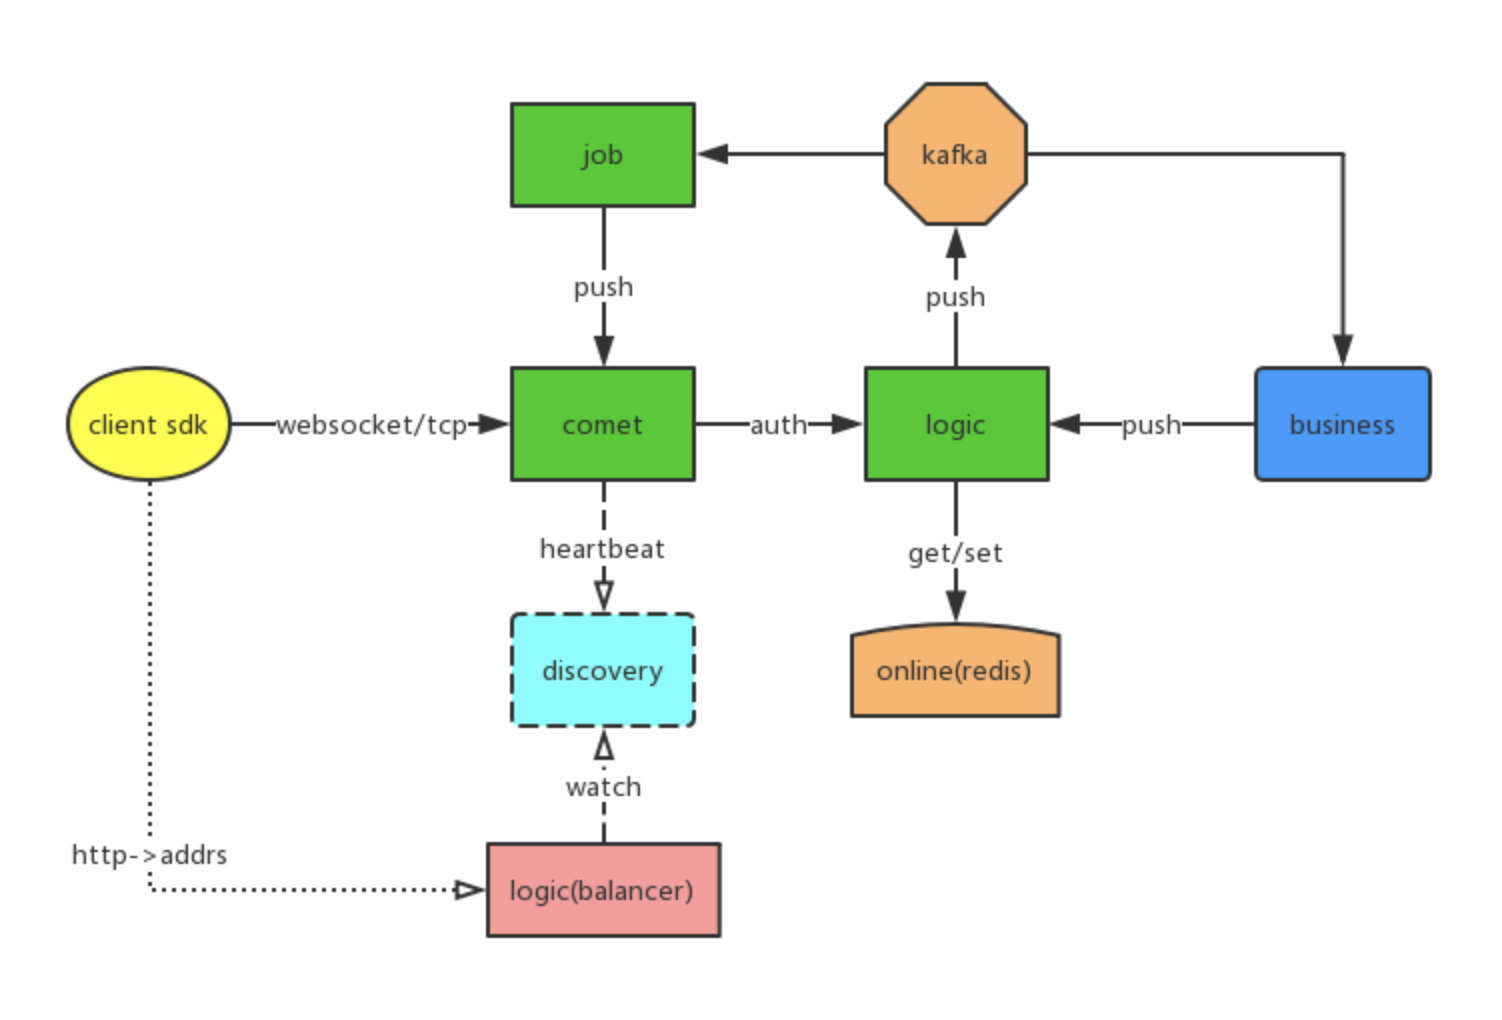 job
kafka
push
push
client sdk
websocket/tcp
comet
auth
logic
push
business
heartbeat
get/set
discovery
online(redis)
watch
http->addrs
logic(balancer)